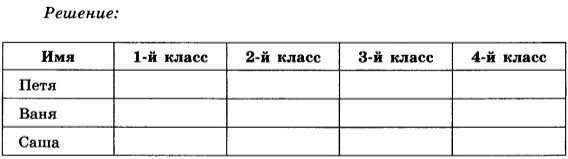 Решение:
Имя 1-й класс 2-й класс 3-й класс 4-й класс
Петя
Ваня
Саша